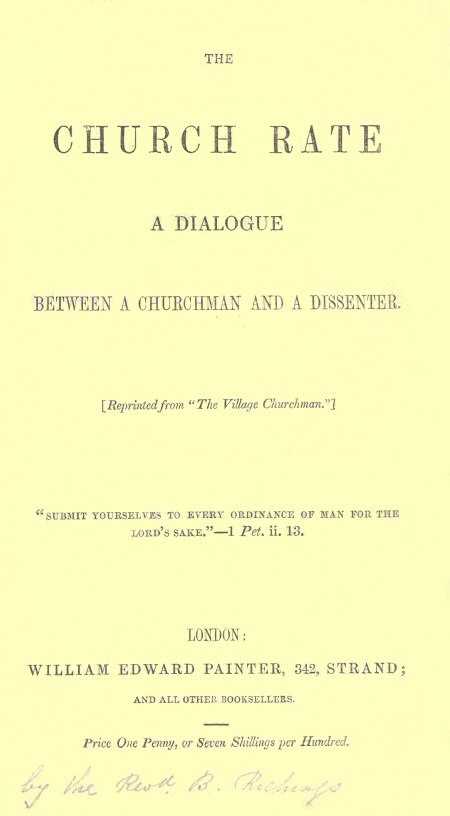 THE
CHURCH RATE
A DIALOGUE
BETWEEN A CHURCHMAN AND A DISSENTER.
[Reprinted from "The Village Churchman."]
"SUBMIT YOURSELVES TO EVERY ORDINANCE OF MAN FOR THE
LORD'S SAKE."—1 Pet. ii. 13.
LONDON:
WILLIAM EDWARD PAINTER, 342, STRAND;
AND ALL OTHER BOOKSELLERS.
Price One Penny, or Seven Shillings per Hundred.
by the Revd. B. Richings